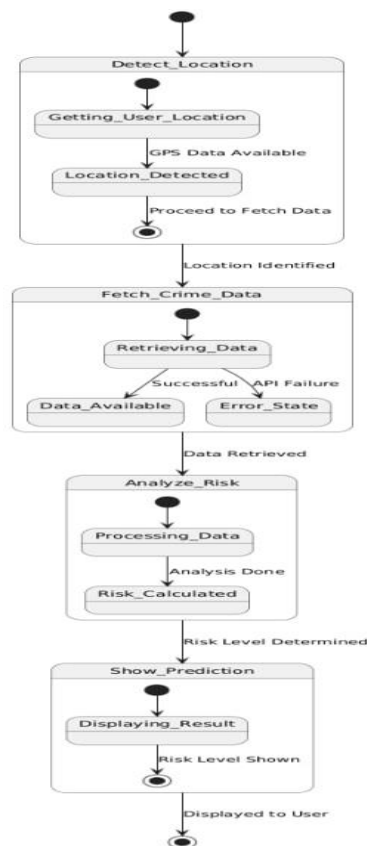 Detect_Location
Getting_User_Location
GPS Data Available
Location_Detected
Proceed to Fetch Data
Location Identified
Fetch_Crime_Data
Retrieving_Data
Successful API Failure
Data_Available Error_State
Data Retrieved
Analyze_Risk
Processing_Data
Analysis Done
Risk_Calculated
Risk Level Determined
Show_Prediction
Displaying_Result
Risk Level Shown
Displayed to User